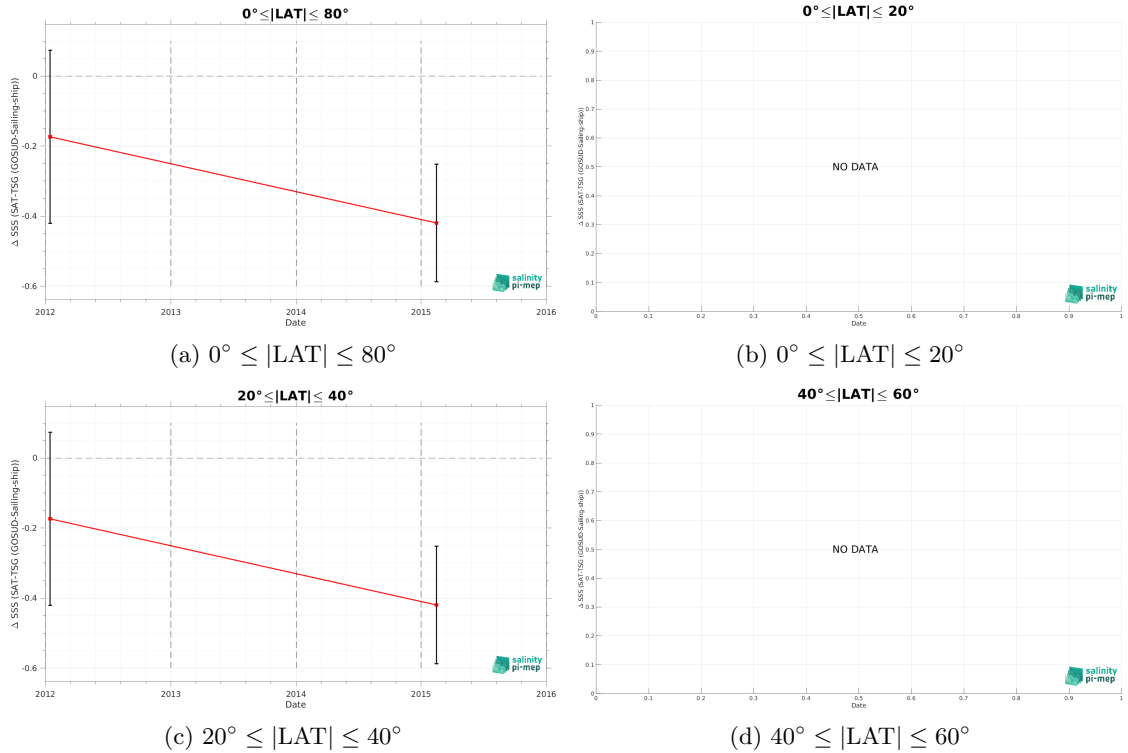 0°≤|LAT|≤ 80°
Δ SSS (SAT-TSG (GOSUD-Sailing-ship))
0
-0.2
-0.4
-0.6
salinity
pi-mep
2012 2013 2014 2015 2016
Date
(a) 0° ≤ |LAT| ≤ 80°
0°≤|LAT|≤ 20°
Δ SSS (SAT-TSG (GOSUD-Sailing-ship))
1
0.9
0.8
0.7
0.6
0.5
0.4
0.3
0.2
0.1
0
NO DATA
salinity
pi-mep
0 0.1 0.2 0.3 0.4 0.5 0.6 0.7 0.8 0.9 1
Date
(b) 0° ≤ |LAT| ≤ 20°
20°≤|LAT|≤ 40°
Δ SSS (SAT-TSG (GOSUD-Sailing-ship))
0
-0.2
-0.4
-0.6
salinity
pi-mep
2012 2013 2014 2015 2016
Date
(c) 20° ≤ |LAT| ≤ 40°
40°≤|LAT|≤ 60°
Δ SSS (SAT-TSG (GOSUD-Sailing-ship))
1
0.9
0.8
0.7
0.6
0.5
0.4
0.3
0.2
0.1
0
NO DATA
salinity
pi-mep
0 0.1 0.2 0.3 0.4 0.5 0.6 0.7 0.8 0.9 1
Date
(d) 40° ≤ |LAT| ≤ 60°